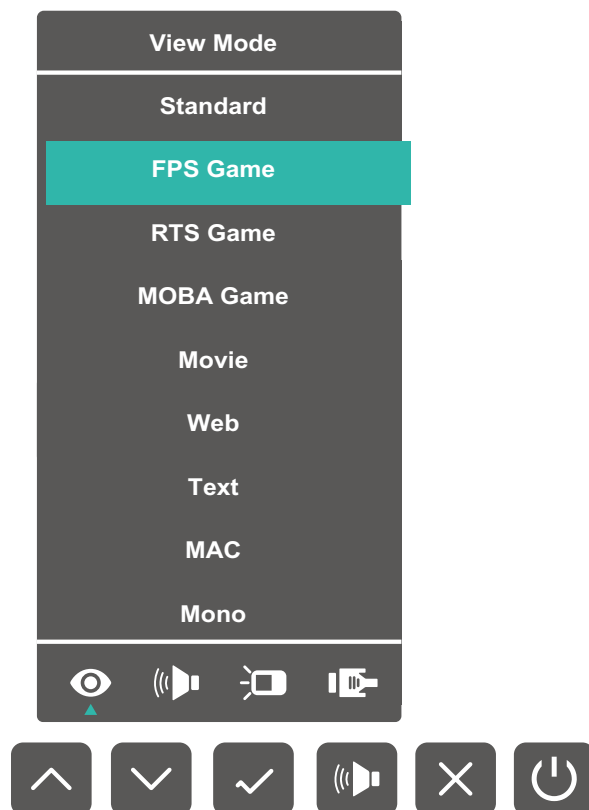 View Mode
Standard
FPS Game
RTS Game
MOBA Game
Movie
Web
Text
MAC
Mono